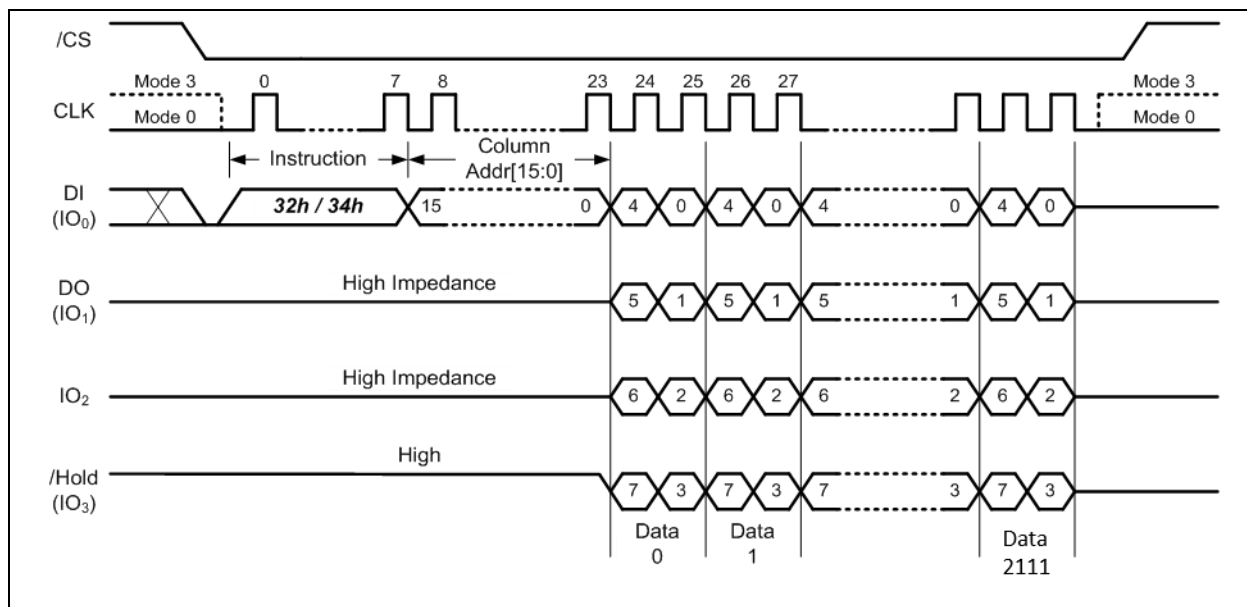 /CS
Mode 3 0 7 8 23 24 25 26 27 Mode 3
CLK
Mode 0 Mode 0
Instruction Column
Addr[15:0]
DI
(IO0) 32h / 34h 15 0 4 0 4 0 4 0 4 0
High Impedance
DO
(IO1) 5 1 5 1 5 1 5 1
High Impedance
IO2 6 2 6 2 6 2 6 2
High
/Hold
(IO3) 7 3 7 3 7 3 7 3
Data Data Data
0 1 2111